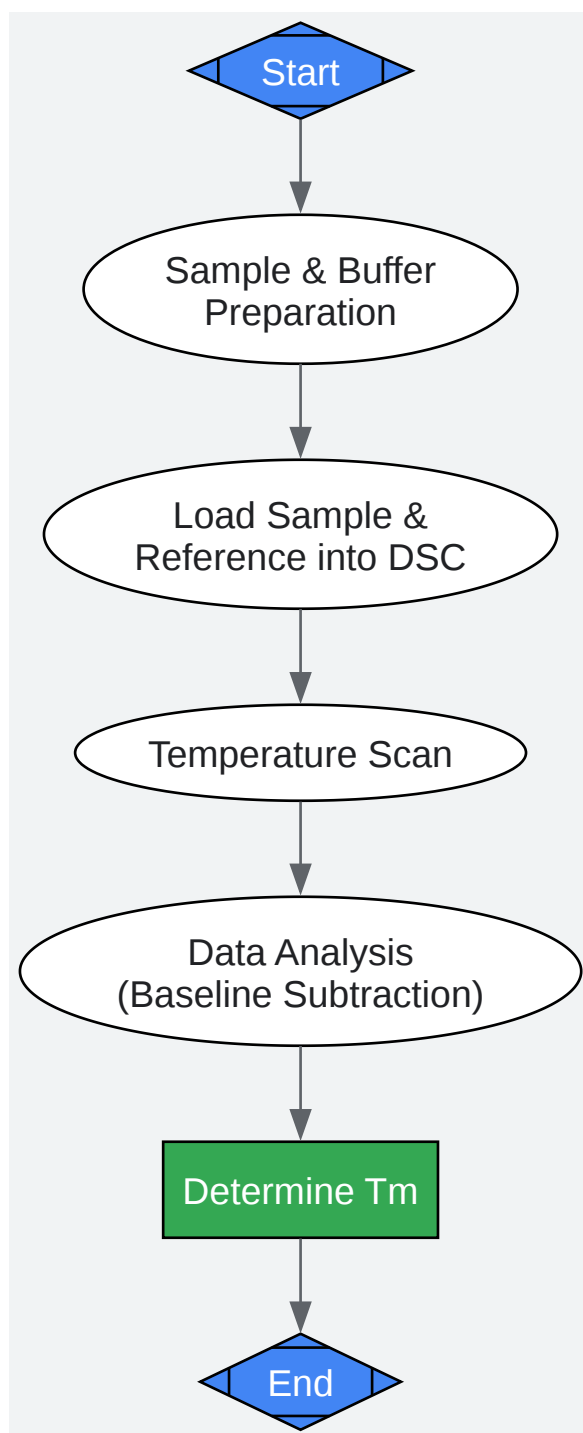 Start
Sample & Buffer
Preparation
Load Sample &
Reference into DSC
Temperature Scan
Data Analysis
(Baseline Subtraction)
Determine Tm
End